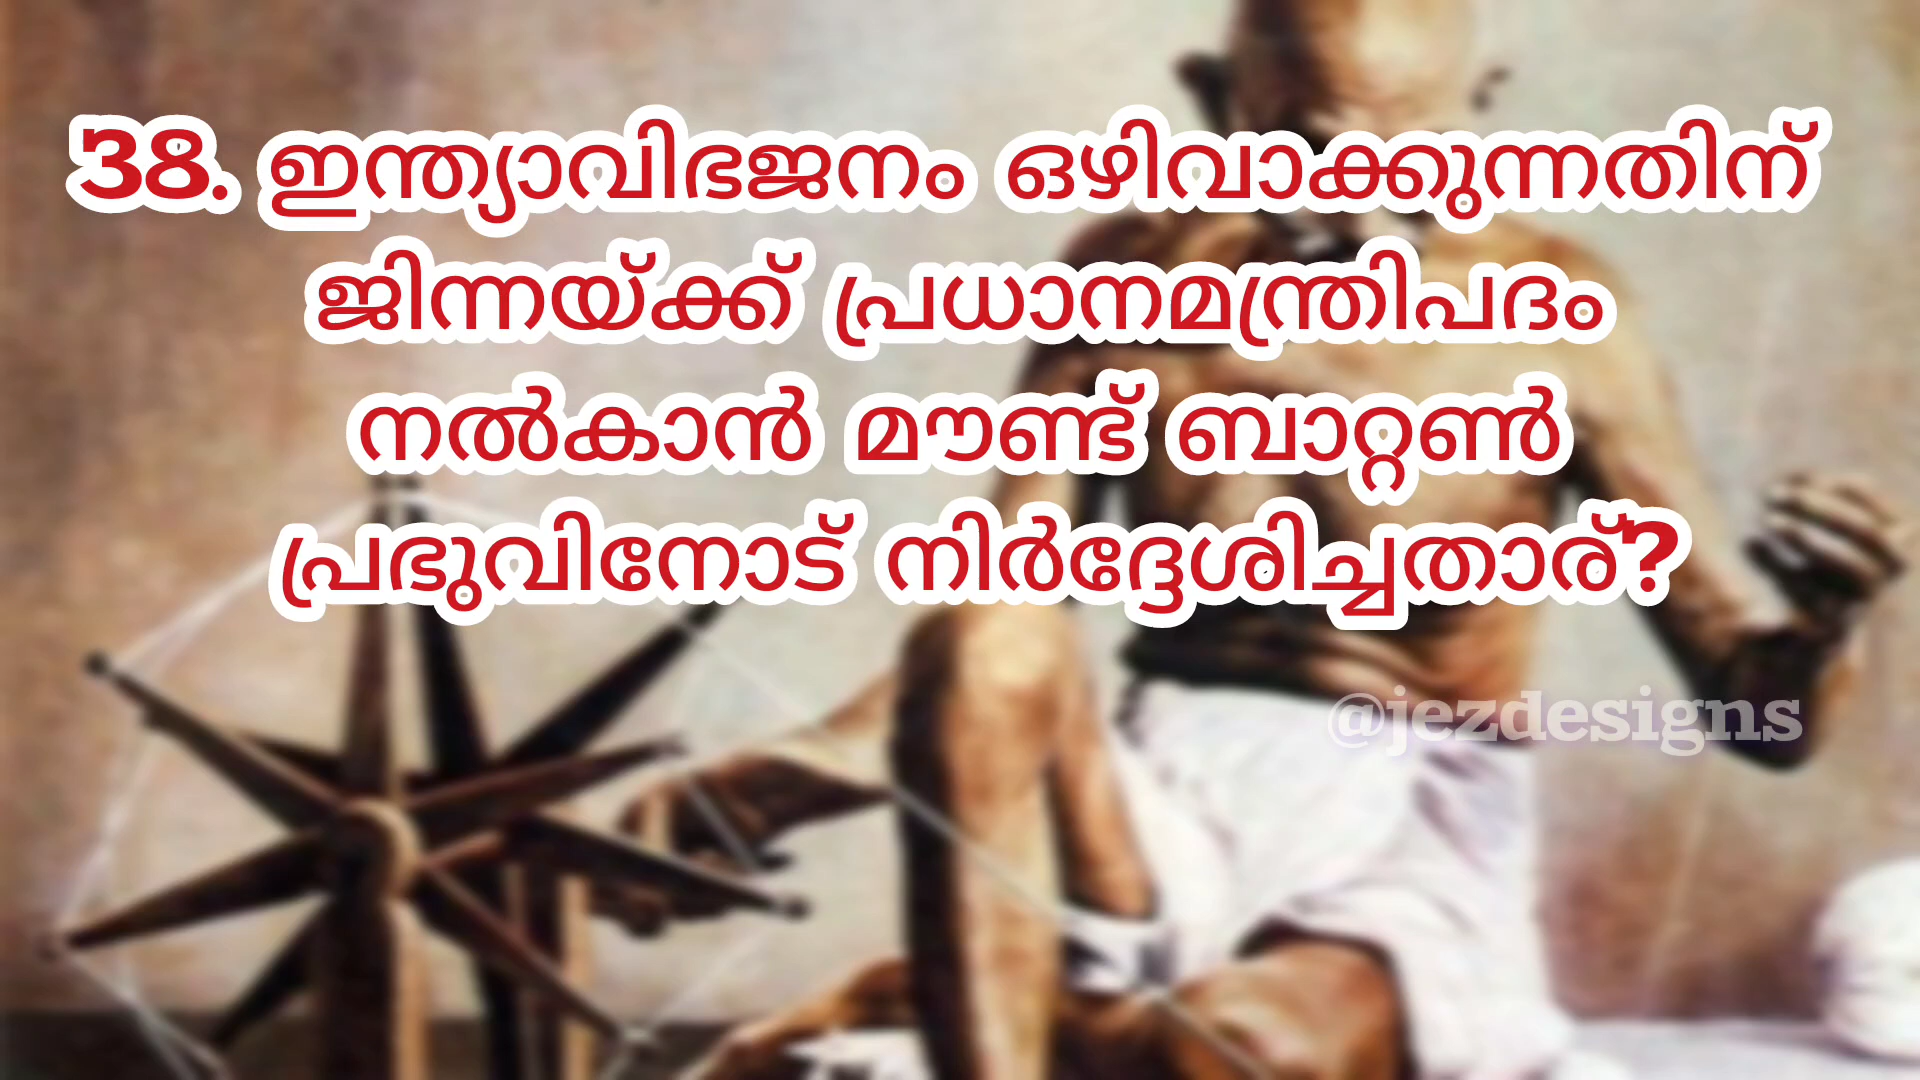 38. ഇന്ത്യാവിഭജനം ഒഴിവാക്കുന്നതിന്
ജിന്നയ്ക്ക് പ്രധാനമന്ത്രിപദം
നൽകാൻ മൗണ്ട് ബാറ്റൺ
പ്രഭുവിനോട് നിർദ്ദേശിച്ചതാര്?
@jezdesigns